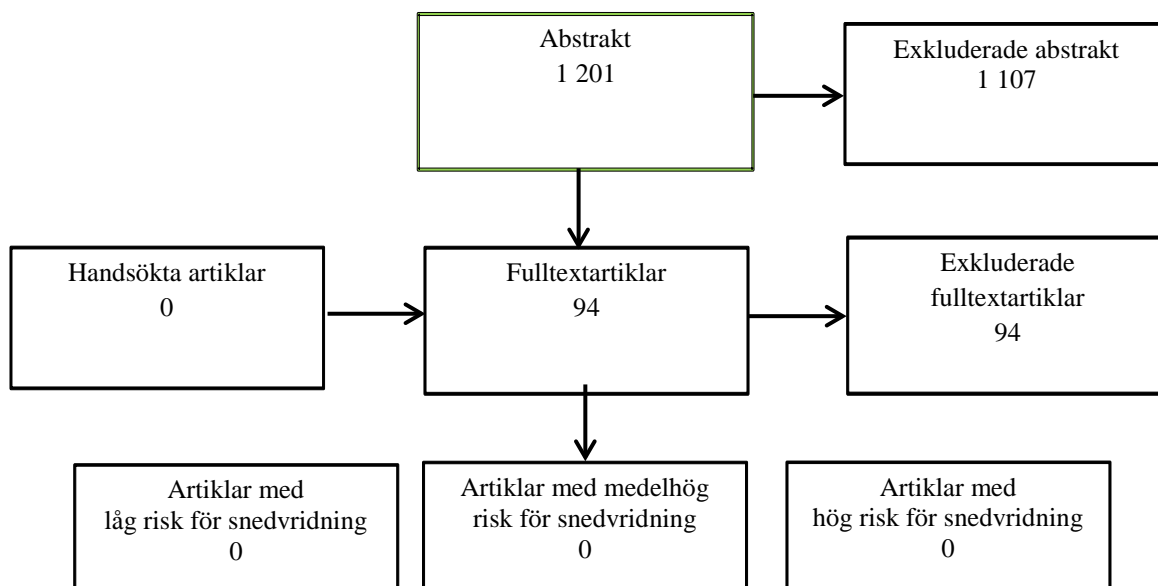 Abstrakt
1 201
Exkluderade abstrakt
1 107
Handsökta artiklar
0
Fulltextartiklar
94
Exkluderade
fulltextartiklar
94
Artiklar med
låg risk för snedvridning
0
Artiklar med medelhög
risk för snedvridning
0
Artiklar med
hög risk för snedvridning
0